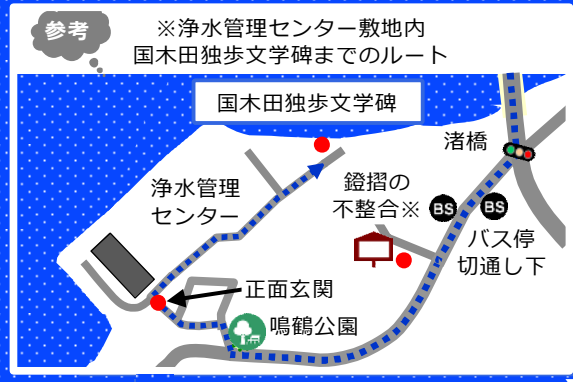 参考
※浄水管理センター敷地内
国木田独歩文学碑までのルート
国木田独歩文学碑
渚橋
浄水管理
センター
鐙摺の
不整合※
BS
BS
バス停
切通し下
正面玄関
鳴鶴公園